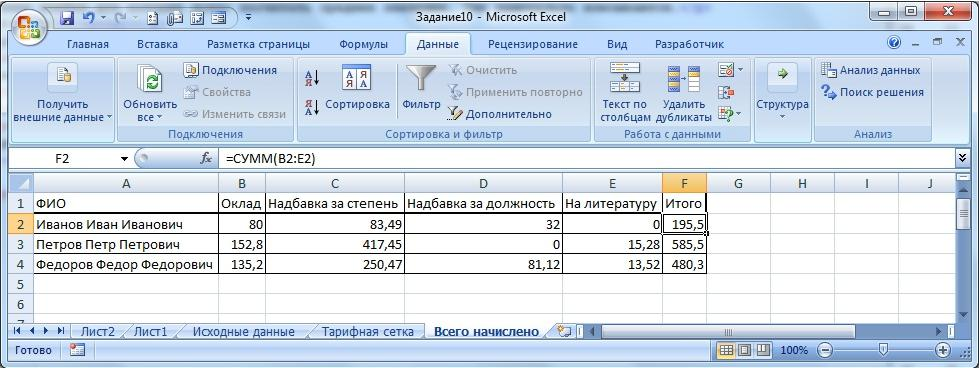 Задание10 - Microsoft Excel
Главная Вставка Разметка страницы Формулы Данные Рецензирование Вид Разработчик
Получить внешние данные
Обновить все
Подключения
Свойства
Изменить связи
Подключения
Сортировка
Фильтр
Очистить
Применить повторно
Дополнительно
Сортировка и фильтр
Текст по столбцам
Удалить дубликаты
Работа с данными
Структура
Анализ данных
Поиск решения
Анализ
F2 fx =СУММ(B2:E2)
A B C D E F G H I J
1 ФИО Оклад Надбавка за степень Надбавка за должность На литературу Итого
2 Иванов Иван Иванович 80 83,49 32 0 195,5
3 Петров Петр Петрович 152,8 417,45 0 15,28 585,5
4 Федоров Федор Федорович 135,2 250,47 81,12 13,52 480,3
5
6
Лист2 Лист1 Исходные данные Тарифная сетка Всего начислено
Готово 100%